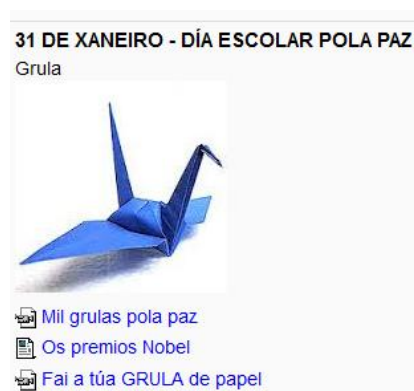 31 DE XANEIRO - DÍA ESCOLAR POLA PAZ
Grula
Mil grulas pola paz
Os premios Nobel
Fai a túa GRULA de papel